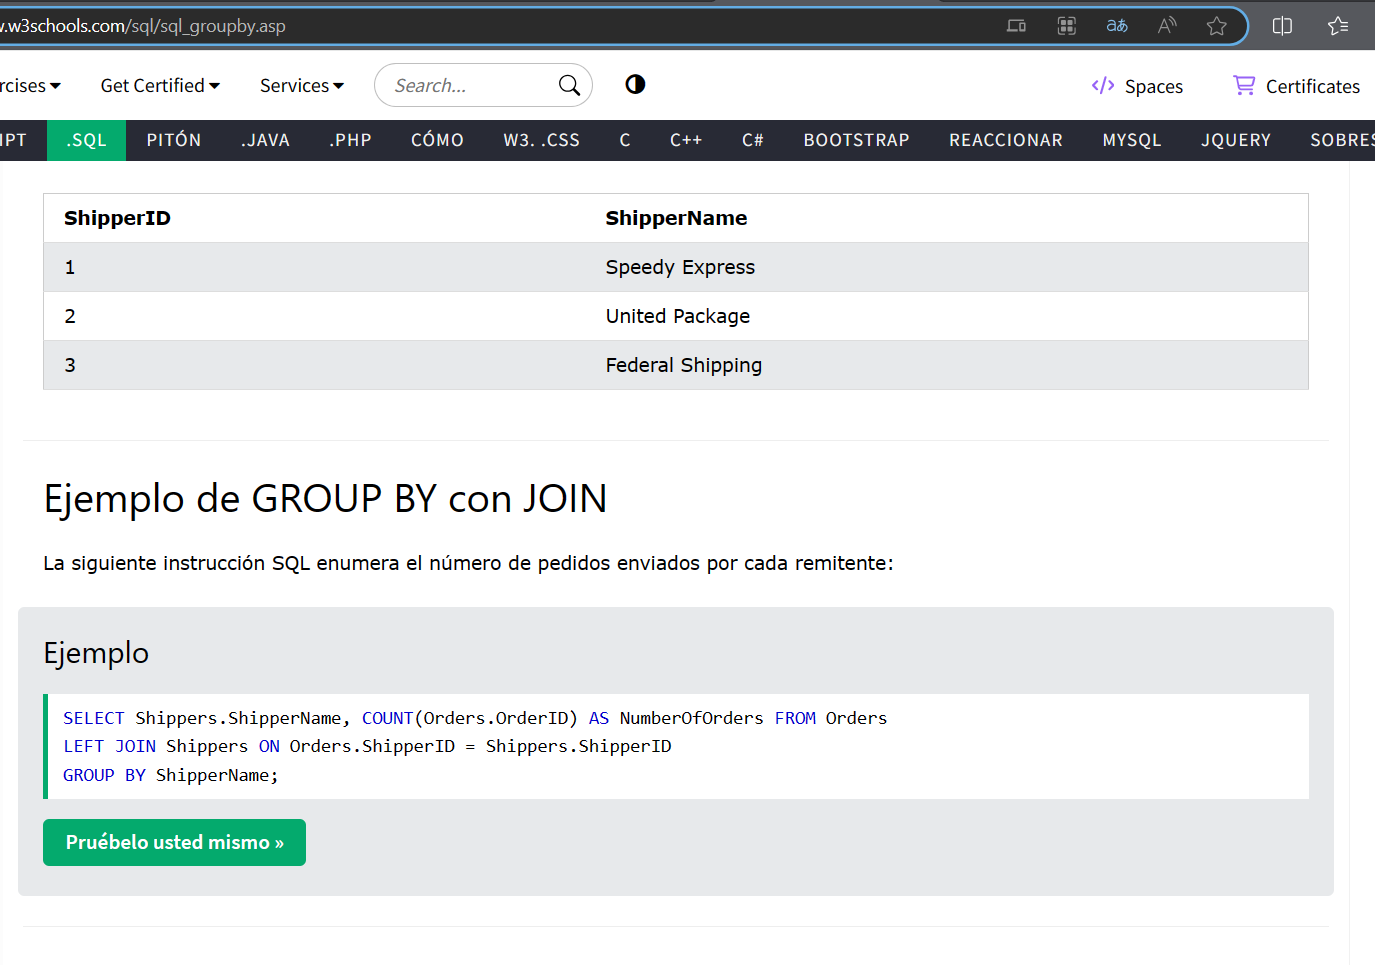 .w3schools.com/sql/sql_groupby.asp
rcises Get Certified Services Search... Spaces Certificates
IPT .SQL PITÓN .JAVA .PHP CÓMO W3. .CSS C C++ C# BOOTSTRAP REACCIONAR MYSQL JQUERY SOBRES
ShipperID ShipperName
1 Speedy Express
2 United Package
3 Federal Shipping
Ejemplo de GROUP BY con JOIN
La siguiente instrucción SQL enumera el número de pedidos enviados por cada remitente:
Ejemplo
SELECT Shippers.ShipperName, COUNT(Orders.OrderID) AS NumberOfOrders FROM Orders
LEFT JOIN Shippers ON Orders.ShipperID = Shippers.ShipperID
GROUP BY ShipperName;
Pruébelo usted mismo »